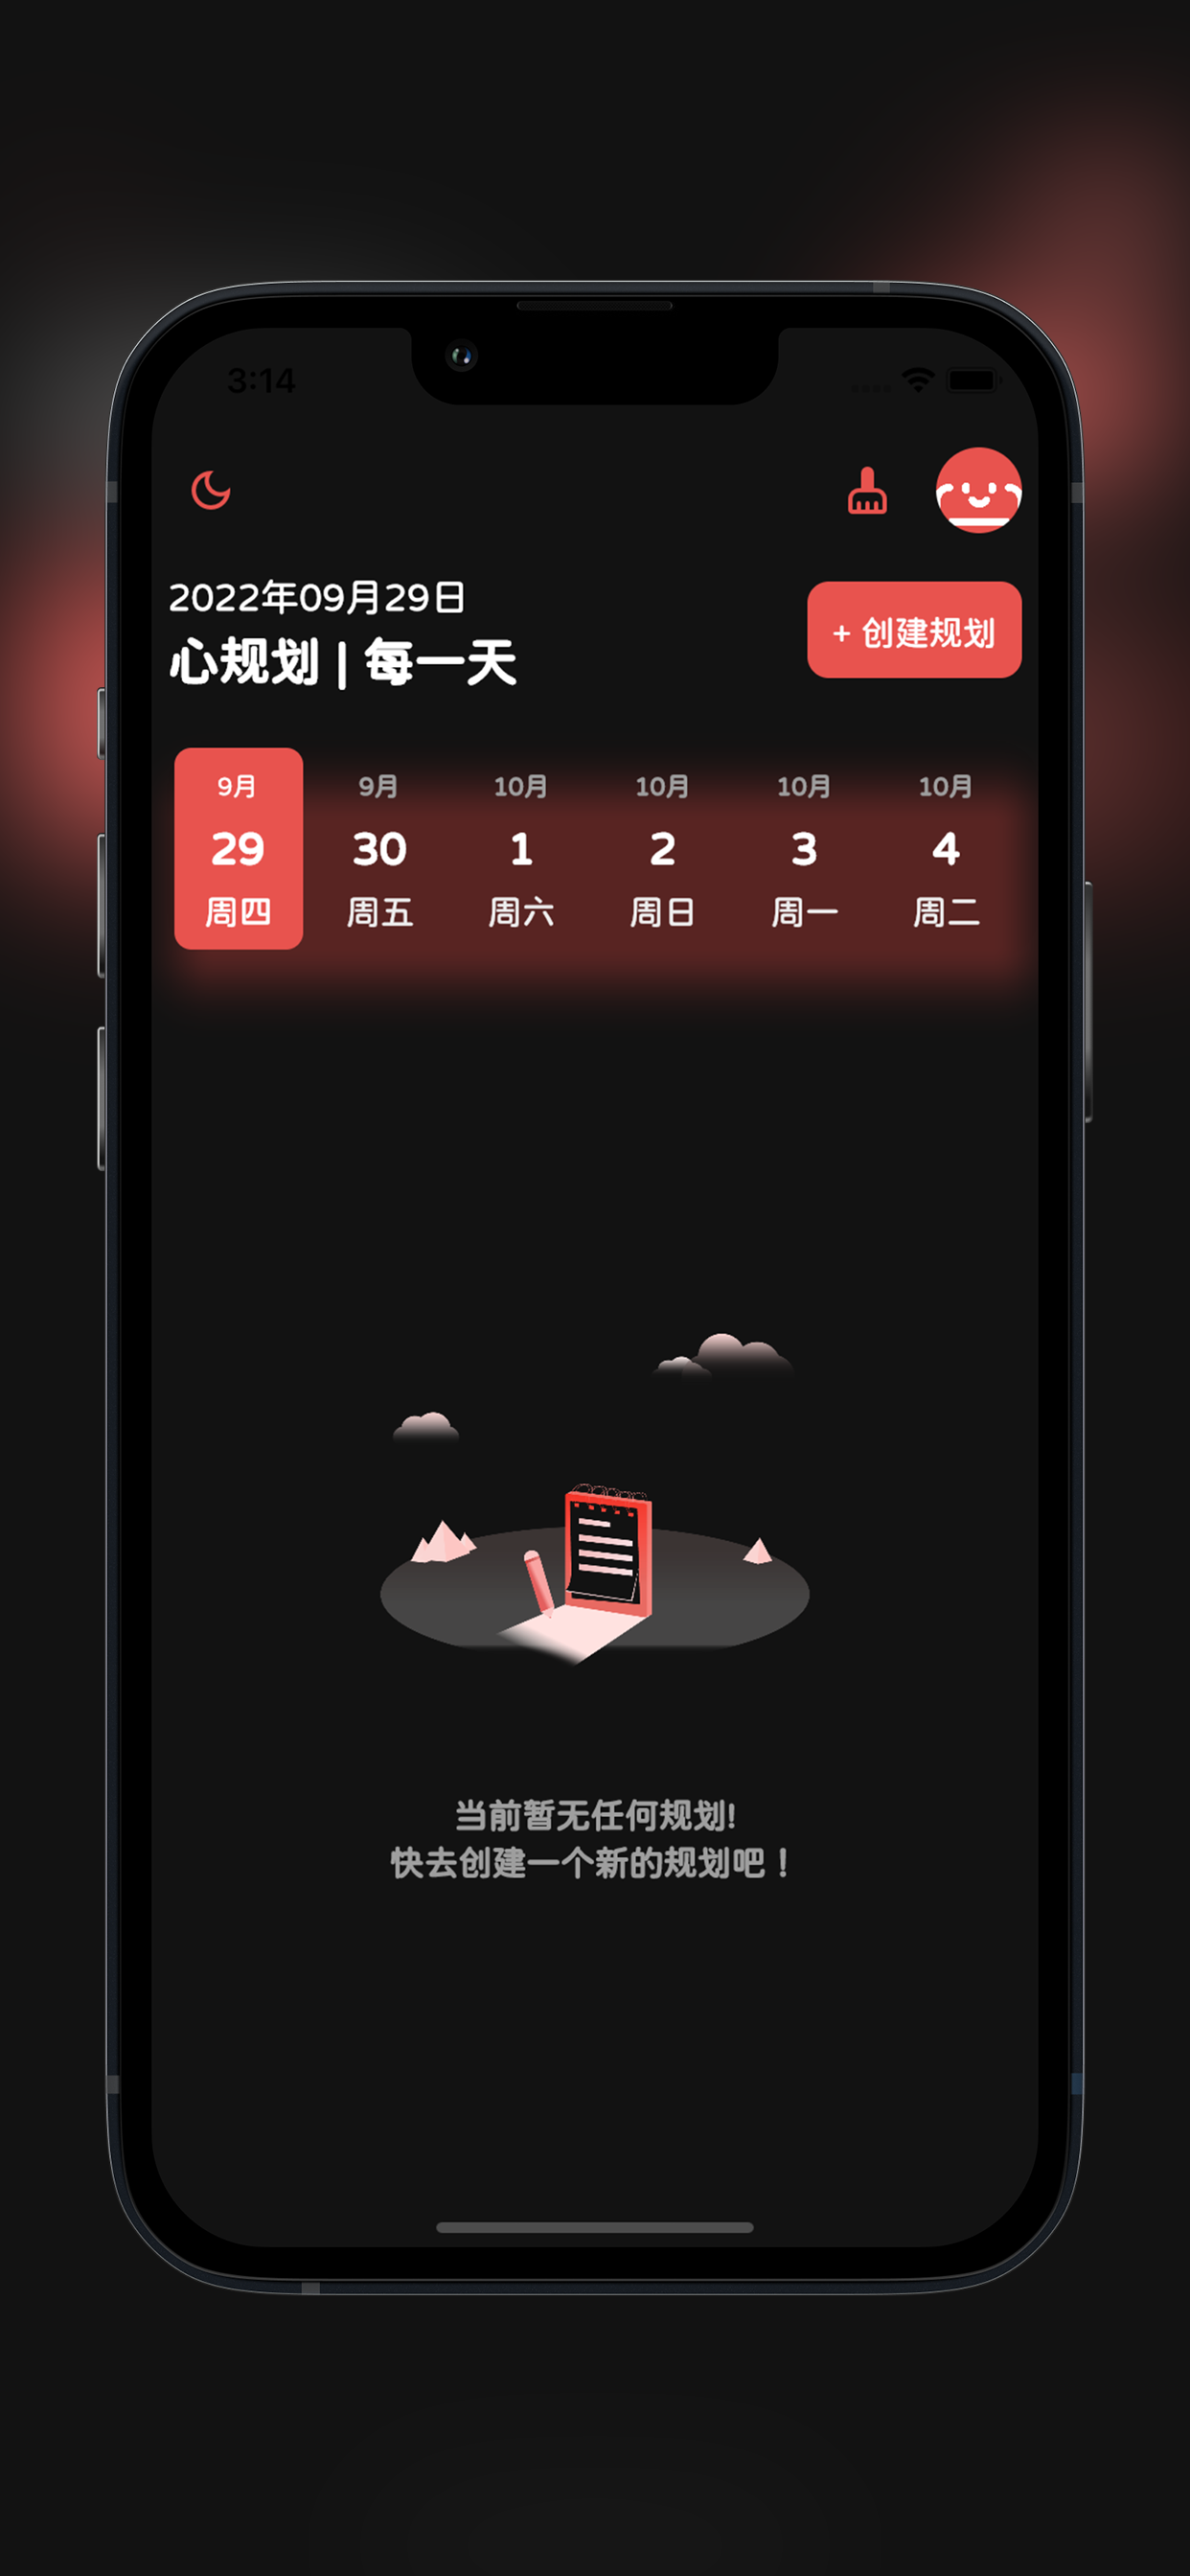 3:14
2022年09月29日
心规划 | 每一天
+ 创建规划
9月 9月 10月 10月 10月 10月
29 30 1 2 3 4
周四 周五 周六 周日 周一 周二
当前暂无任何规划!
快去创建一个新的规划吧！